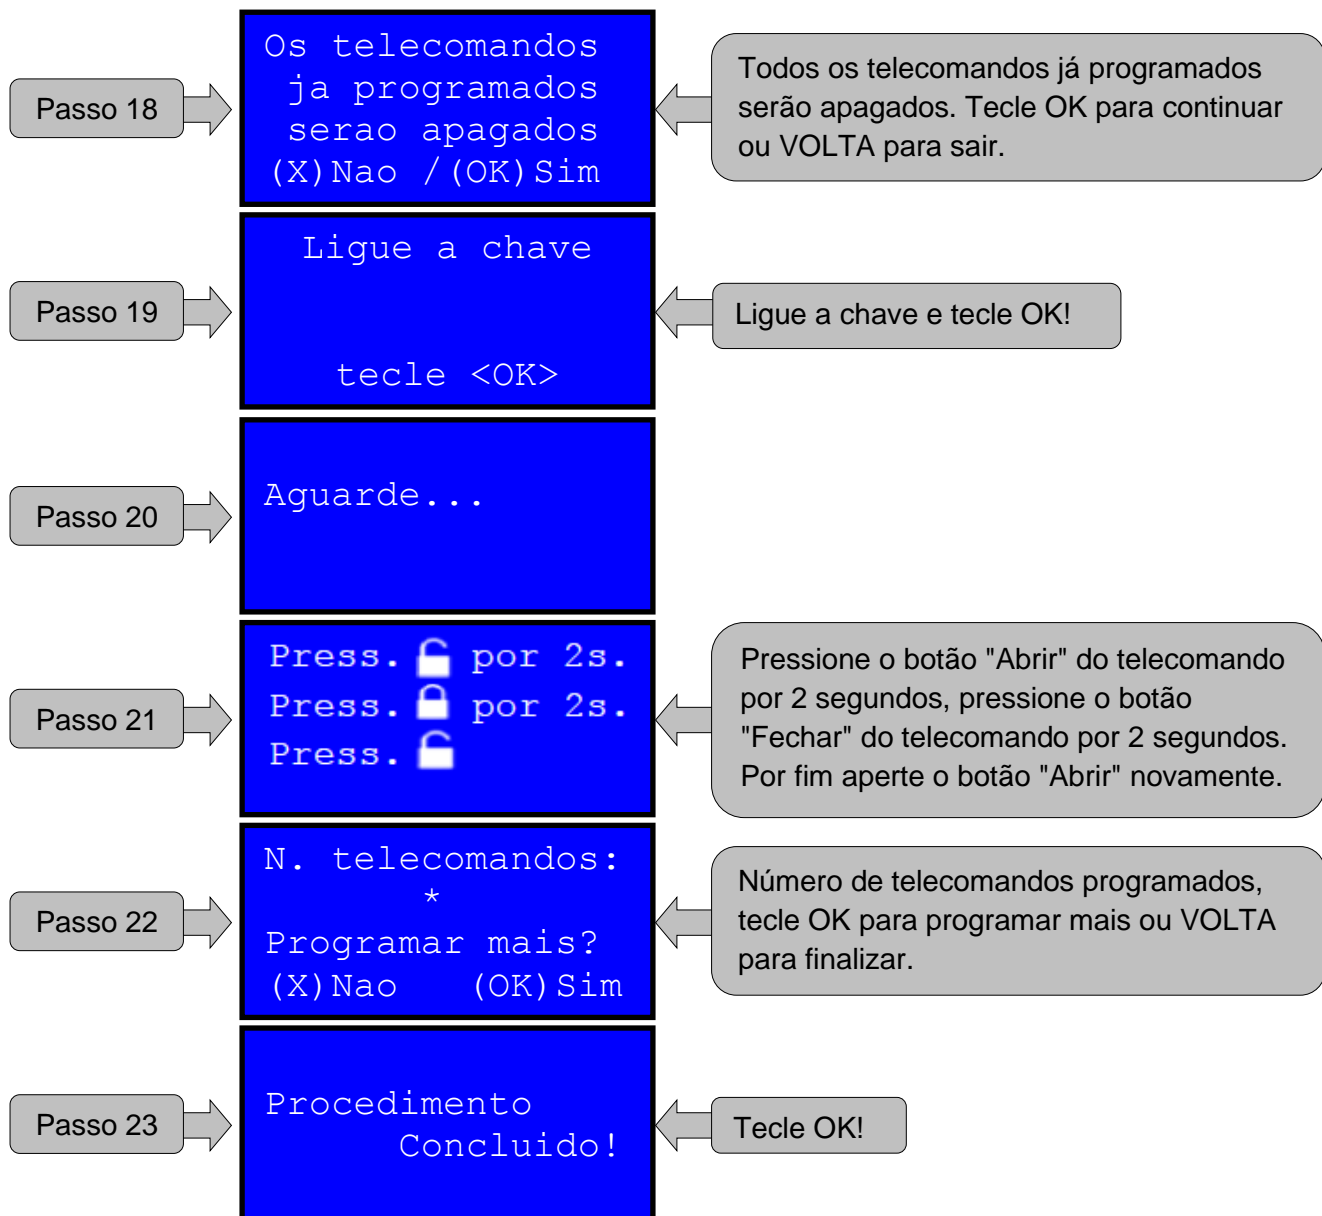 Passo 18
Os telecomandos
ja programados
serao apagados
(X)Nao /(OK)Sim
Todos os telecomandos já programados
serão apagados. Tecle OK para continuar
ou VOLTA para sair.
Passo 19
Ligue a chave
tecle <OK>
Ligue a chave e tecle OK!
Passo 20
Aguarde...
Passo 21
Press. por 2s.
Press. por 2s.
Press.
Pressione o botão "Abrir" do telecomando
por 2 segundos, pressione o botão
"Fechar" do telecomando por 2 segundos.
Por fim aperte o botão "Abrir" novamente.
Passo 22
N. telecomandos:
*
Programar mais?
(X)Nao (OK)Sim
Número de telecomandos programados,
tecle OK para programar mais ou VOLTA
para finalizar.
Passo 23
Procedimento
Concluido!
Tecle OK!